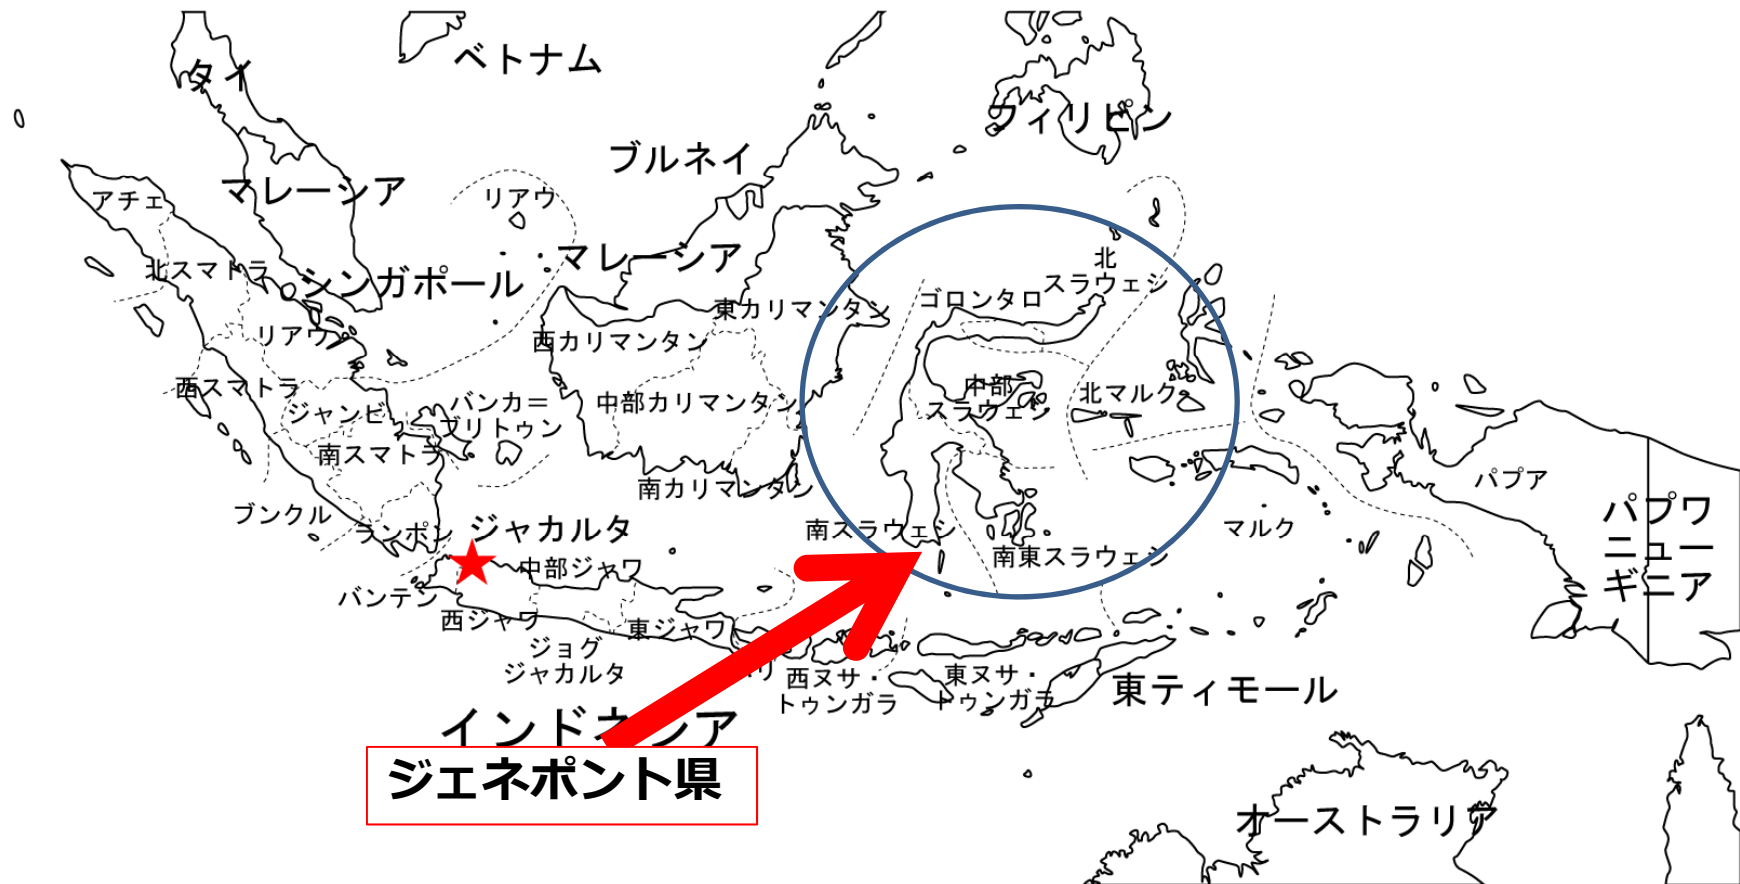 ベトナム
タイ
フィリピン
ブルネイ
マレーシア
アチェ
リアウ
マレーシア
北
スラウェシ
北スマトラ
シンガポール
ゴロンタロ
東カリマンタン
リアウ
西カリマンタン
西スマトラ
中部
スラウェシ
北マルク
ジャンビ
バンカ＝
ブリトゥン
中部カリマンタン
南スマトラ
南カリマンタン
パプア
ブンクル
ランポン
ジャカルタ
南スラウェシ
マルク
パプワ
ニュー
ギニア
南東スラウェシ
中部ジャワ
バンテン
西ジャワ
東ジャワ
ジョグ
ジャカルタ
リ
西ヌサ・
トゥンガラ
東ヌサ・
トゥンガラ
東ティモール
インドネシア
ジェネポント県
オーストラリア